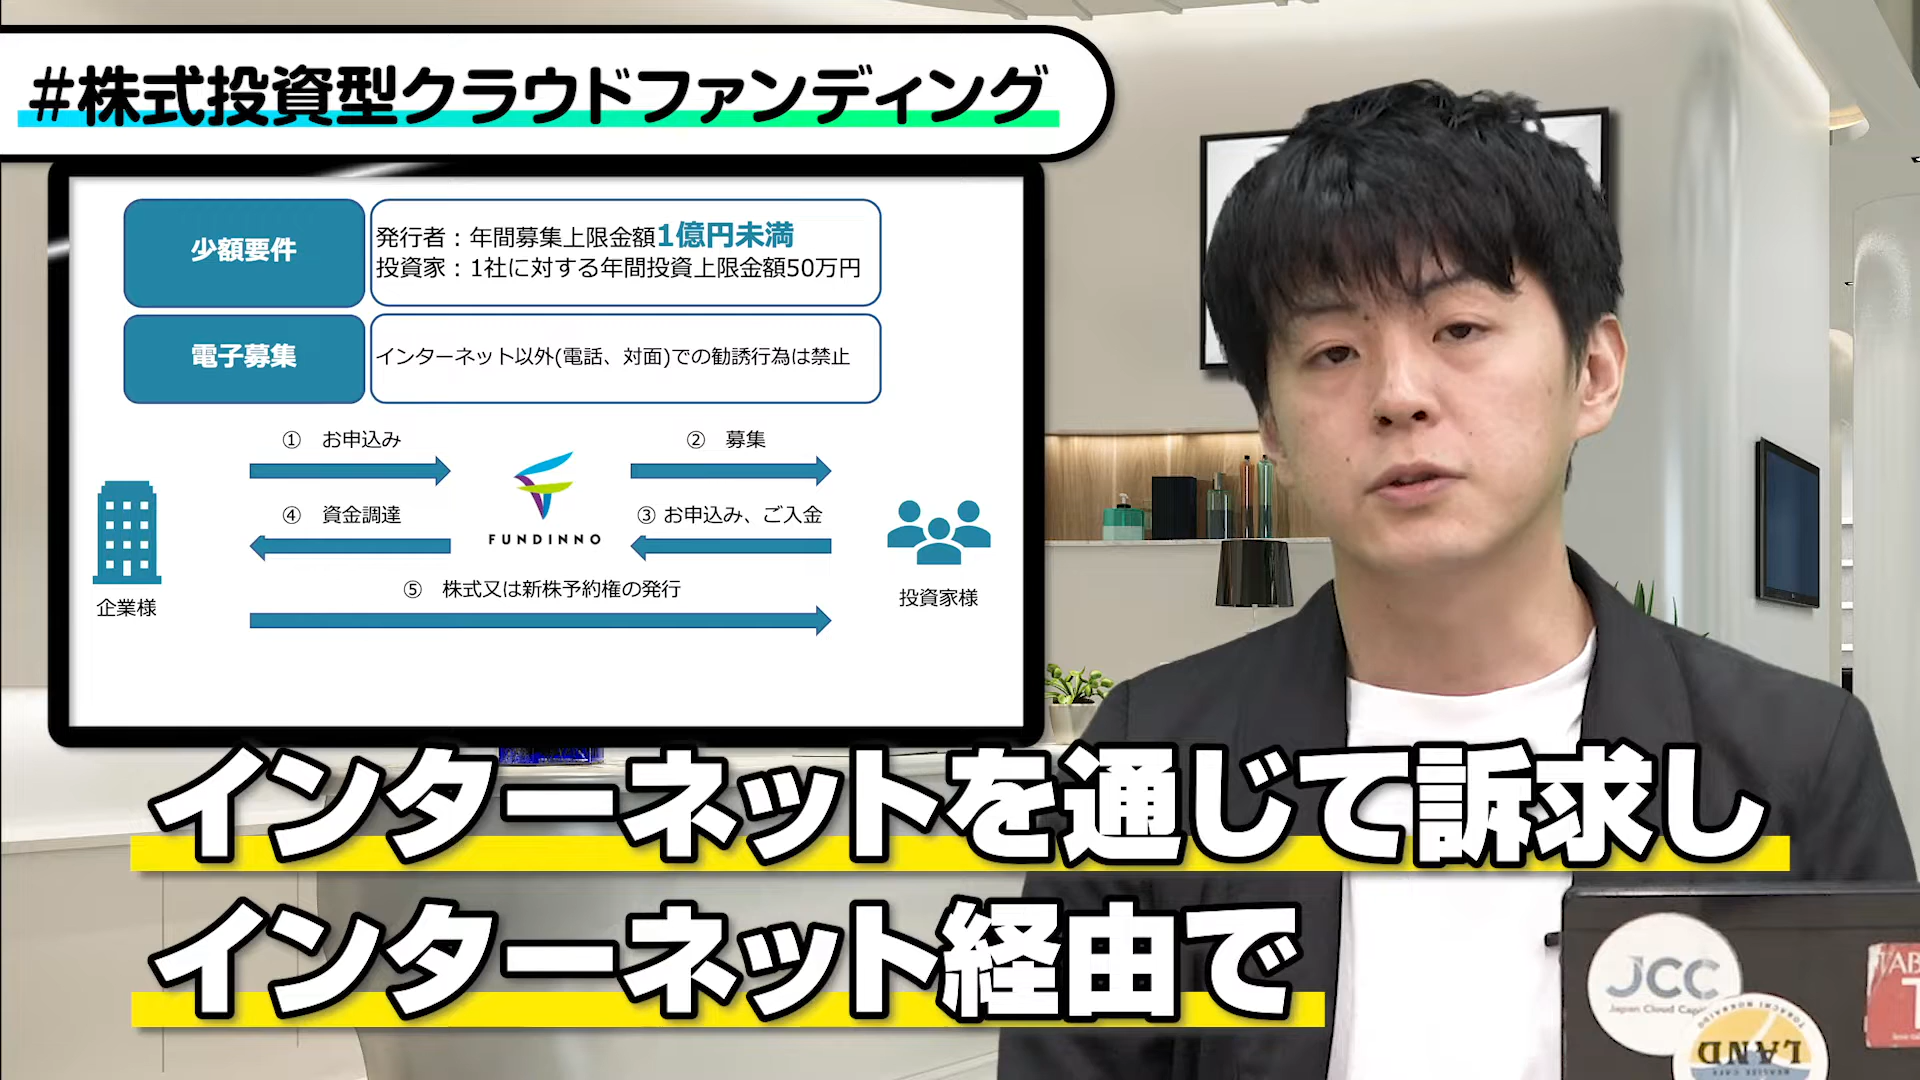 #株式投資型クラウドファンディング
少額要件
発行者：年間募集上限金額1億円未満
投資家：1社に対する年間投資上限金額50万円
電子募集
インターネット以外(電話、対面)での勧誘行為は禁止
① お申込み
② 募集
④ 資金調達
③ お申込み、ご入金
FUNDINNO
⑤ 株式又は新株予約権の発行
企業様
投資家様
インターネットを通じて訴求し
インターネット経由で
JCC
Japan Cloud
LAND